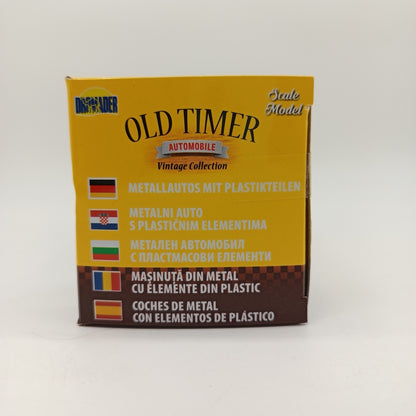 DROMADER
Scale
Model
OLD TIMER
AUTOMOBILE
Vintage Collection
METALLAUTOS MIT PLASTIKTEILEN
METALNI AUTO
S PLASTIČNIM ELEMENTIMA
МЕТАЛЕН АВТОМОБИЛ
С ПЛАСТМАСОВИ ЕЛЕМЕНТИ
MAȘINUȚĂ DIN METAL
CU ELEMENTE DIN PLASTIC
COCHES DE METAL
CON ELEMENTOS DE PLÁSTICO